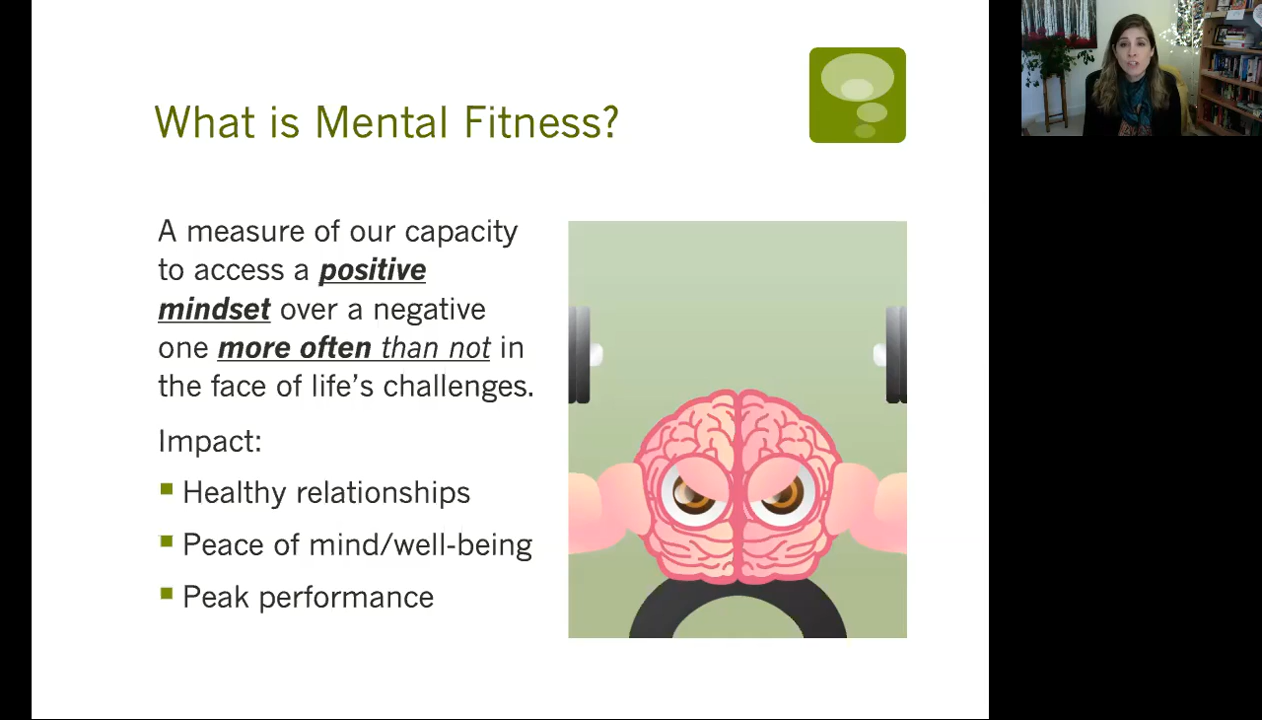 What is Mental Fitness?
A measure of our capacity
to access a positive
mindset over a negative
one more often than not in
the face of life’s challenges.
Impact:
Healthy relationships
Peace of mind/well-being
Peak performance